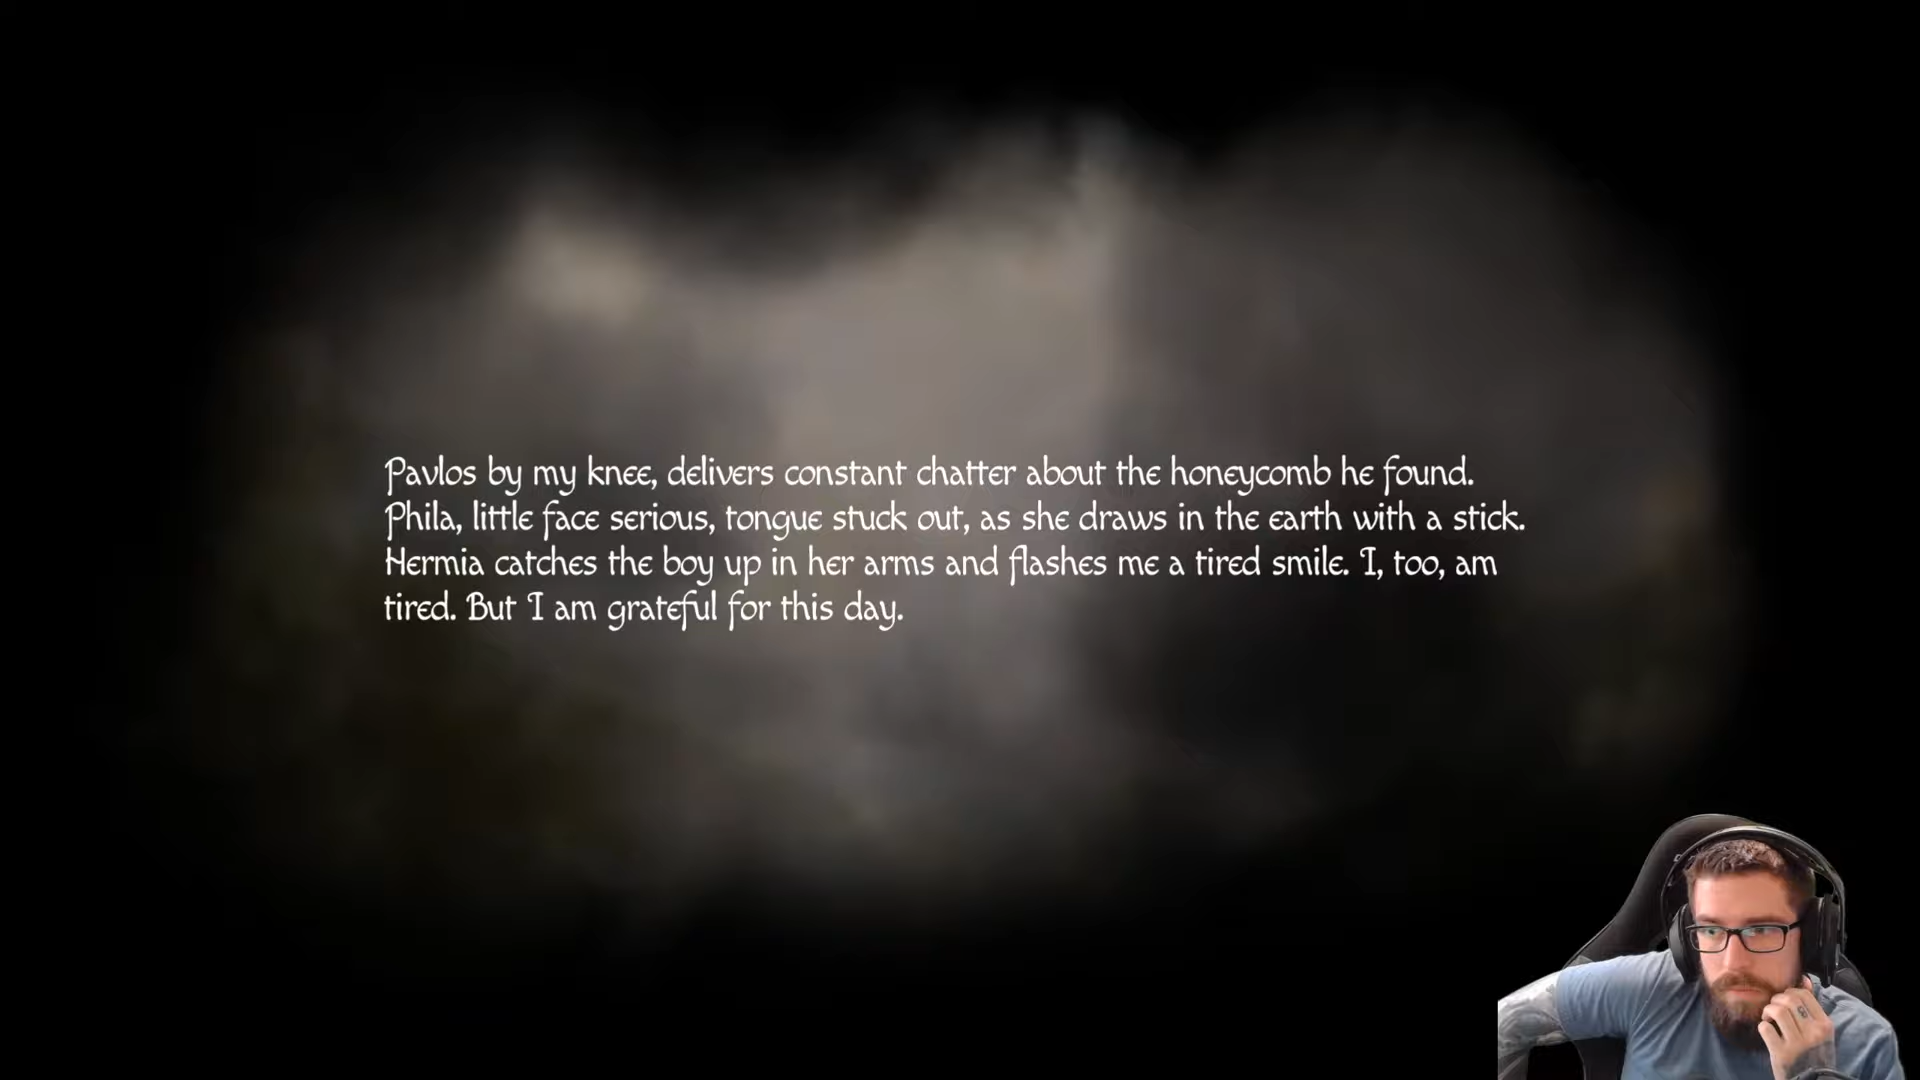 Pavlos by my knee, delivers constant chatter about the honeycomb he found.
Phila, little face serious, tongue stuck out, as she draws in the earth with a stick.
Hermia catches the boy up in her arms and flashes me a tired smile. I, too, am
tired. But I am grateful for this day.